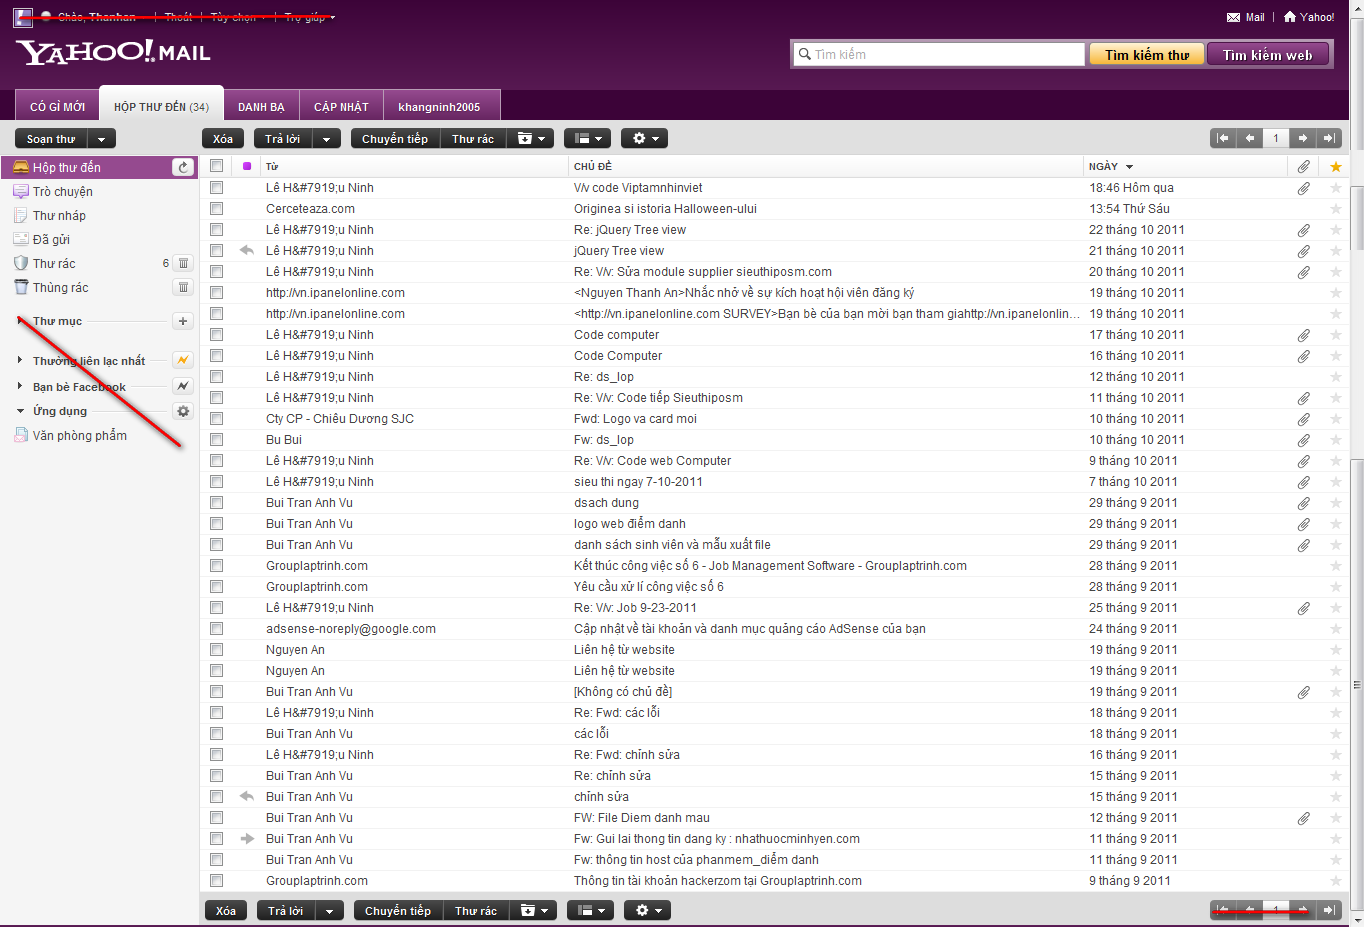 Chào, Thanhan | Thoát | Tùy chọn | Trợ giúp
Mail | Yahoo!
YAHOO! MAIL
Tìm kiếm Tìm kiếm thư Tìm kiếm web
CÓ GÌ MỚI HỘP THƯ ĐẾN (34) DANH BẠ CẬP NHẬT khangninh2005
Soạn thư Xóa Trả lời Chuyển tiếp Thư rác 1
Hộp thư đến
Trò chuyện
Thư nháp
Đã gửi
Thư rác 6
Thùng rác
Thư mục
Thường liên lạc nhất
Bạn bè Facebook
Ứng dụng
Văn phòng phẩm
Từ CHỦ ĐỀ NGÀY
Lê H&#7919;u Ninh V/v code Viptamnhinviet 18:46 Hôm qua
Cerceteaza.com Originea si istoria Halloween-ului 13:54 Thứ Sáu
Lê H&#7919;u Ninh Re: jQuery Tree view 22 tháng 10 2011
Lê H&#7919;u Ninh jQuery Tree view 21 tháng 10 2011
Lê H&#7919;u Ninh Re: V/v: Sửa module supplier sieuthiposm.com 20 tháng 10 2011
http://vn.ipanelonline.com <Nguyen Thanh An>Nhắc nhở về sự kích hoạt hội viên đăng ký 19 tháng 10 2011
http://vn.ipanelonline.com <http://vn.ipanelonline.com SURVEY>Bạn bè của bạn mời bạn tham giahttp://vn.ipanelonlin... 19 tháng 10 2011
Lê H&#7919;u Ninh Code computer 17 tháng 10 2011
Lê H&#7919;u Ninh Code Computer 16 tháng 10 2011
Lê H&#7919;u Ninh Re: ds_lop 12 tháng 10 2011
Lê H&#7919;u Ninh Re: V/v: Code tiếp Sieuthiposm 11 tháng 10 2011
Cty CP - Chiêu Dương SJC Fwd: Logo va card moi 10 tháng 10 2011
Bu Bui Fw: ds_lop 10 tháng 10 2011
Lê H&#7919;u Ninh Re: V/v: Code web Computer 9 tháng 10 2011
Lê H&#7919;u Ninh sieu thi ngay 7-10-2011 7 tháng 10 2011
Bui Tran Anh Vu dsach dung 29 tháng 9 2011
Bui Tran Anh Vu logo web điểm danh 29 tháng 9 2011
Bui Tran Anh Vu danh sách sinh viên và mẫu xuất file 29 tháng 9 2011
Grouplaptrinh.com Kết thúc công việc số 6 - Job Management Software - Grouplaptrinh.com 28 tháng 9 2011
Grouplaptrinh.com Yêu cầu xử lí công việc số 6 28 tháng 9 2011
Lê H&#7919;u Ninh Re: V/v: Job 9-23-2011 25 tháng 9 2011
adsense-noreply@google.com Cập nhật về tài khoản và danh mục quảng cáo AdSense của bạn 24 tháng 9 2011
Nguyen An Liên hệ từ website 19 tháng 9 2011
Nguyen An Liên hệ từ website 19 tháng 9 2011
Bui Tran Anh Vu [Không có chủ đề] 19 tháng 9 2011
Lê H&#7919;u Ninh Re: Fwd: các lỗi 18 tháng 9 2011
Bui Tran Anh Vu các lỗi 18 tháng 9 2011
Lê H&#7919;u Ninh Re: Fwd: chỉnh sửa 16 tháng 9 2011
Bui Tran Anh Vu Re: chỉnh sửa 15 tháng 9 2011
Bui Tran Anh Vu chỉnh sửa 15 tháng 9 2011
Bui Tran Anh Vu FW: File Diem danh mau 12 tháng 9 2011
Bui Tran Anh Vu Fw: Gui lai thong tin dang ky : nhathuocminhyen.com 11 tháng 9 2011
Bui Tran Anh Vu Fw: thông tin host của phanmem_điểm danh 11 tháng 9 2011
Grouplaptrinh.com Thông tin tài khoản hackerzom tại Grouplaptrinh.com 9 tháng 9 2011
Xóa Trả lời Chuyển tiếp Thư rác 1